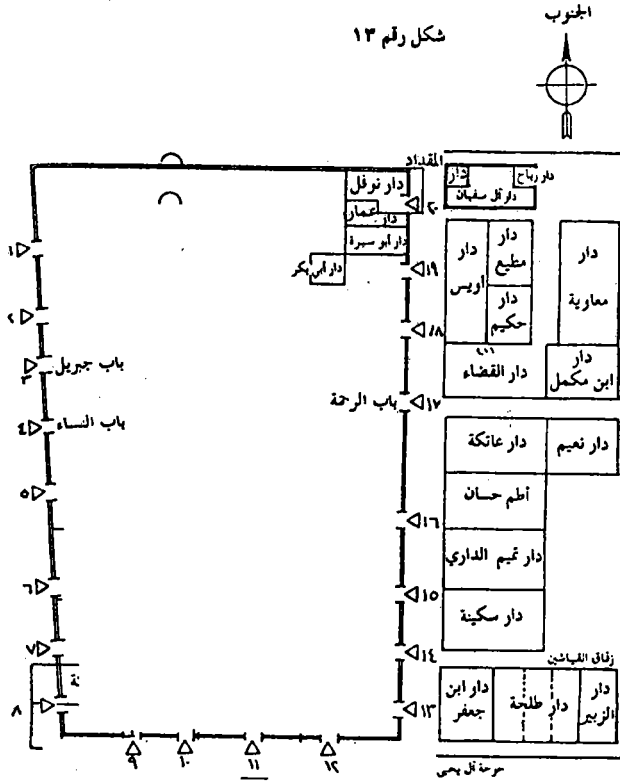 الجنوب
شكل رقم ١٣
المقداد
دار نوفل
دار عمار
دار أبو سبرة
دار أبي بكر
دار
دار رباح
دار آل سفيان
٢٠
١٩
١٨
دار أويس
دار مطيع
دار حكيم
دار معاوية
دار القضاء
دار ابن مكمل
١
٢
٣
باب جبريل
باب الرحمة
١٧
٤
باب النساء
دار عاتكة
دار نعيم
٥
أطم حسان
١٦
دار تميم الداري
٦
١٥
دار سكينة
٧
١٤
زقاق القياشين
٨
١٣
دار ابن جعفر
دار طلحة
دار الزبير
٩
١٠
١١
١٢